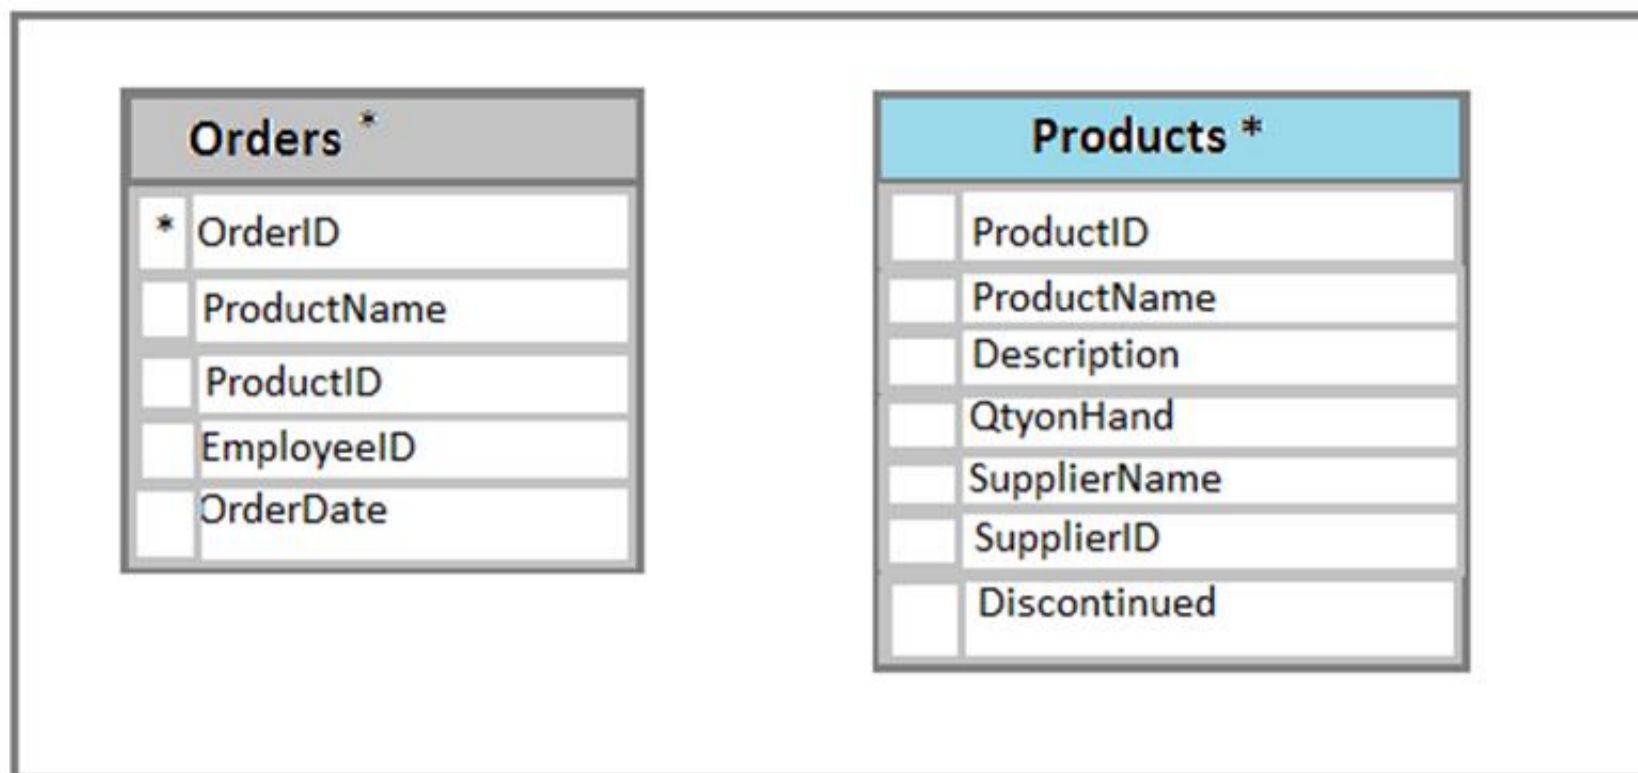 Orders *
* OrderID
ProductName
ProductID
EmployeeID
OrderDate
Products *
ProductID
ProductName
Description
QtyonHand
SupplierName
SupplierID
Discontinued